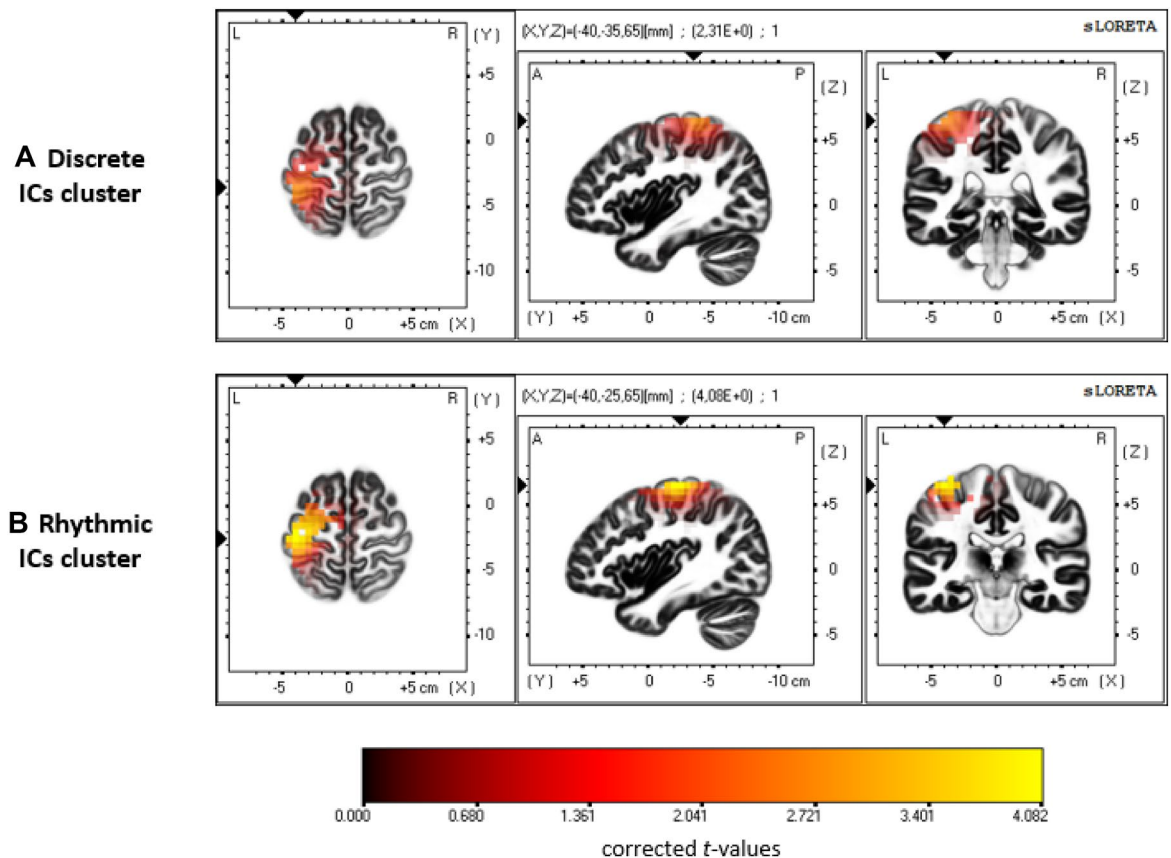 A Discrete
ICs cluster
(X,Y,Z)=(-40,-35,65)[mm] ; (2,31E+0) ; 1
sLORETA
L R (Y)
+5
0
-5
-10
-5 0 +5 cm (X)
A P (Z)
+5
0
-5
(Y) +5 0 -5 -10 cm
L R (Z)
+5
0
-5
-5 0 +5 cm (X)
B Rhythmic
ICs cluster
(X,Y,Z)=(-40,-25,65)[mm] ; (4,08E+0) ; 1
sLORETA
L R (Y)
+5
0
-5
-10
-5 0 +5 cm (X)
A P (Z)
+5
0
-5
(Y) +5 0 -5 -10 cm
L R (Z)
+5
0
-5
-5 0 +5 cm (X)
0.000 0.680 1.361 2.041 2.721 3.401 4.082
corrected t-values